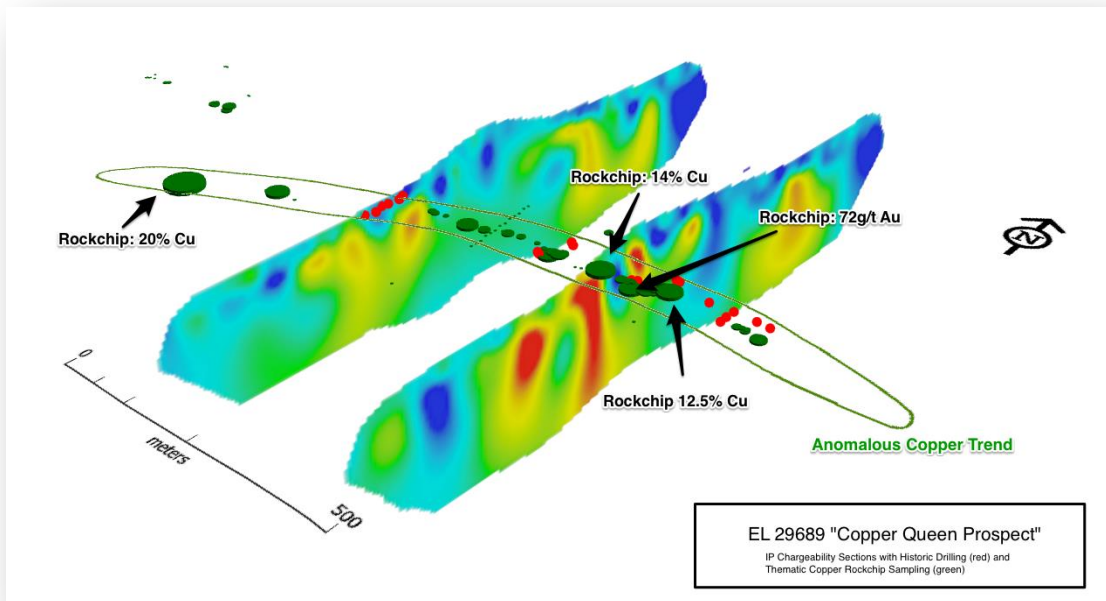 Rockchip: 14% Cu
Rockchip: 72g/t Au
Rockchip: 20% Cu
N
0
Rockchip 12.5% Cu
meters
Anomalous Copper Trend
500
EL 29689 "Copper Queen Prospect"
IP Chargeability Sections with Historic Drilling (red) and
Thematic Copper Rockchip Sampling (green)